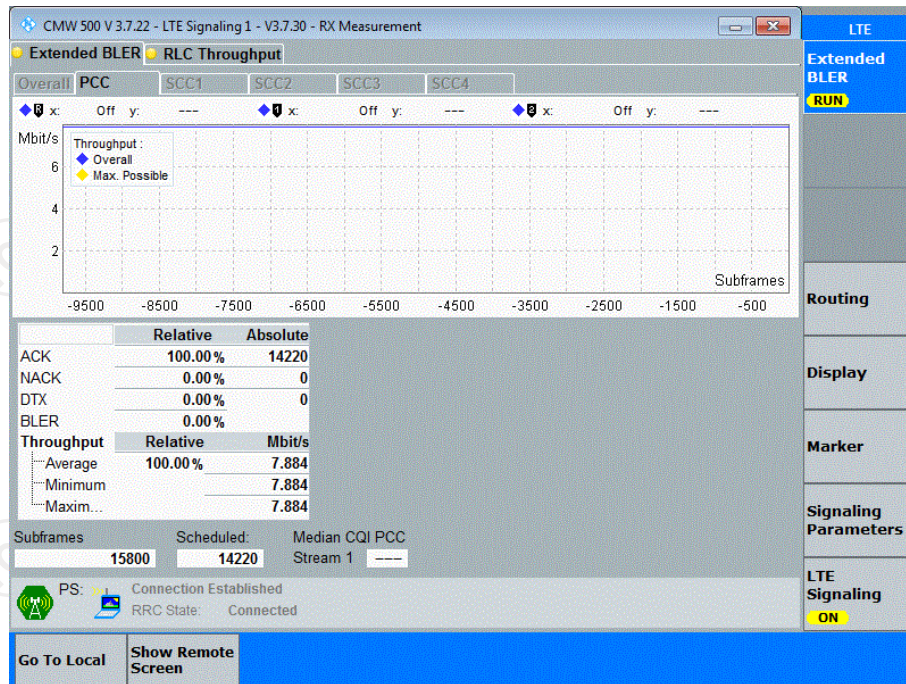 CMW 500 V 3.7.22 - LTE Signaling 1 - V3.7.30 - RX Measurement
LTE
Extended BLER RLC Throughput
Extended
BLER
RUN
Overall PCC SCC1 SCC2 SCC3 SCC4
x: Off y: --- x: Off y: --- x: Off y: ---
Mbit/s
Throughput :
Overall
Max. Possible
6
4
2
Subframes
-9500 -8500 -7500 -6500 -5500 -4500 -3500 -2500 -1500 -500
Routing
Display
Marker
Signaling
Parameters
LTE
Signaling
ON
Relative Absolute
ACK 100.00 % 14220
NACK 0.00 % 0
DTX 0.00 % 0
BLER 0.00 %
Throughput Relative Mbit/s
Average 100.00 % 7.884
Minimum 7.884
Maxim... 7.884
Subframes Scheduled: Median CQI PCC
15800 14220 Stream 1 ---
PS: Connection Established
RRC State: Connected
Go To Local
Show Remote
Screen